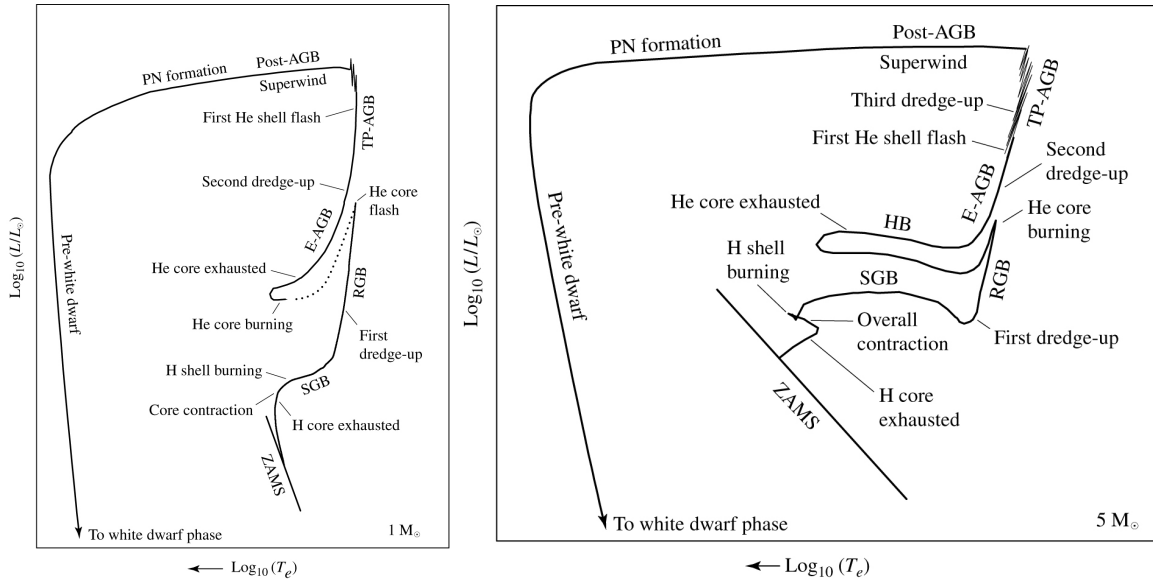 Post-AGB
PN formation
Superwind
First He shell flash
TP-AGB
Second dredge-up
He core
flash
E-AGB
He core exhausted
RGB
He core burning
Pre-white dwarf
First
dredge-up
H shell burning
SGB
Core contraction
H core exhausted
ZAMS
To white dwarf phase
1 M☉
Log₁₀ (L/L☉)
Log₁₀ (Tₑ)
Post-AGB
PN formation
Superwind
Third dredge-up
TP-AGB
First He shell flash
Second
dredge-up
E-AGB
He core exhausted
HB
He core
burning
H shell
burning
SGB
RGB
Overall
contraction
First dredge-up
Pre-white dwarf
H core
exhausted
ZAMS
To white dwarf phase
5 M☉
Log₁₀ (L/L☉)
Log₁₀ (Tₑ)